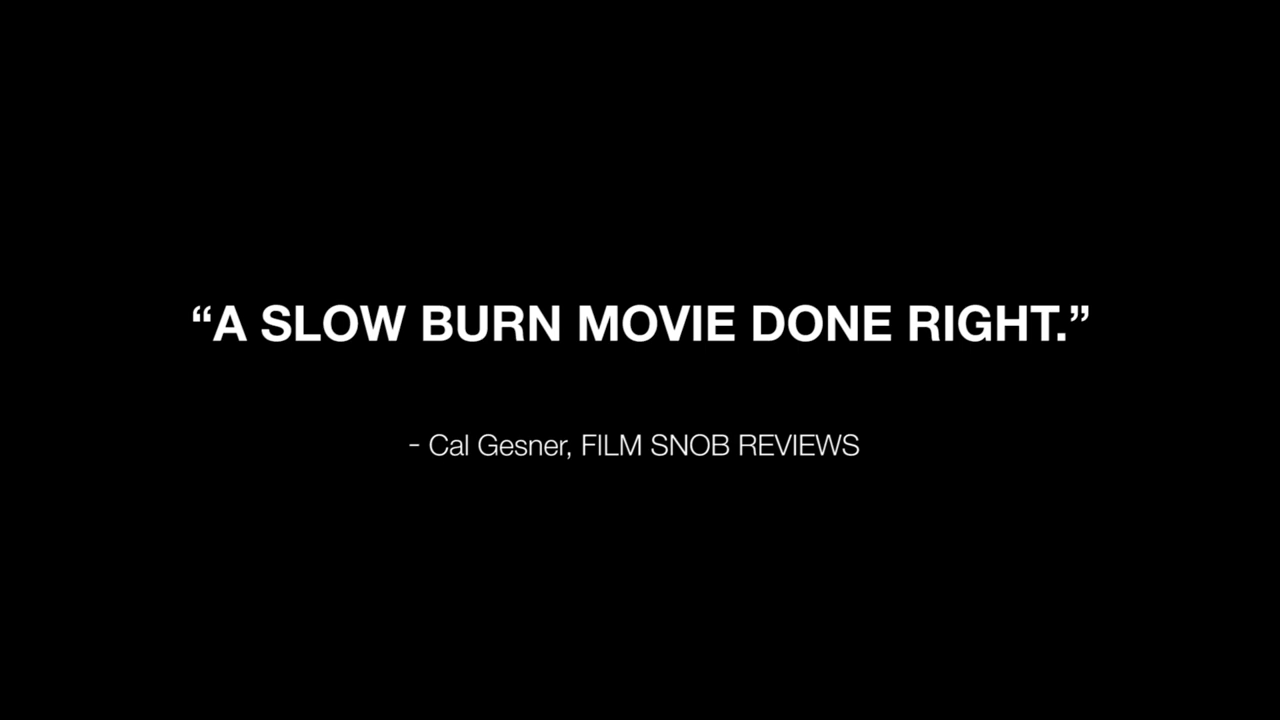 “A SLOW BURN MOVIE DONE RIGHT.”
- Cal Gesner, FILM SNOB REVIEWS